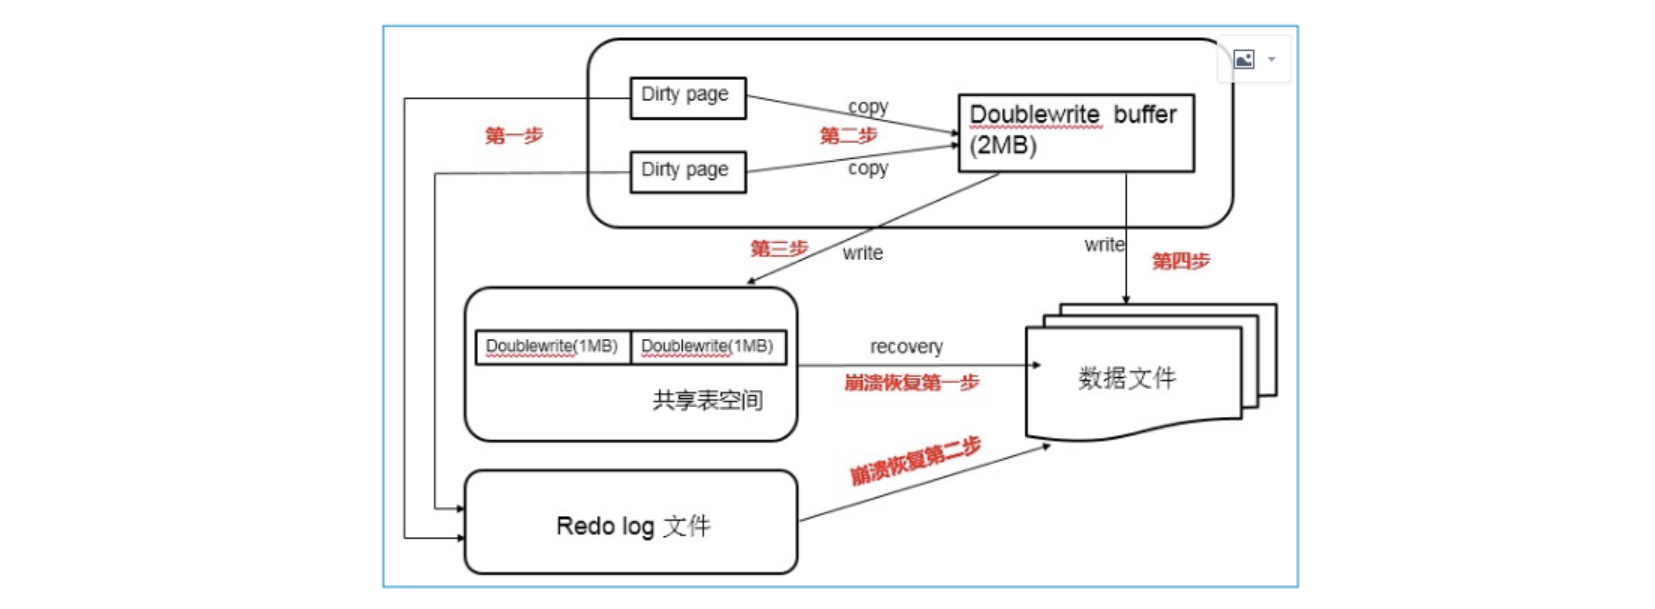 Dirty page
copy
Doublewrite buffer
(2MB)
第一步
第二步
Dirty page
copy
第三步
write
write
第四步
Doublewrite(1MB)
Doublewrite(1MB)
recovery
崩溃恢复第一步
数据文件
共享表空间
崩溃恢复第二步
Redo log 文件